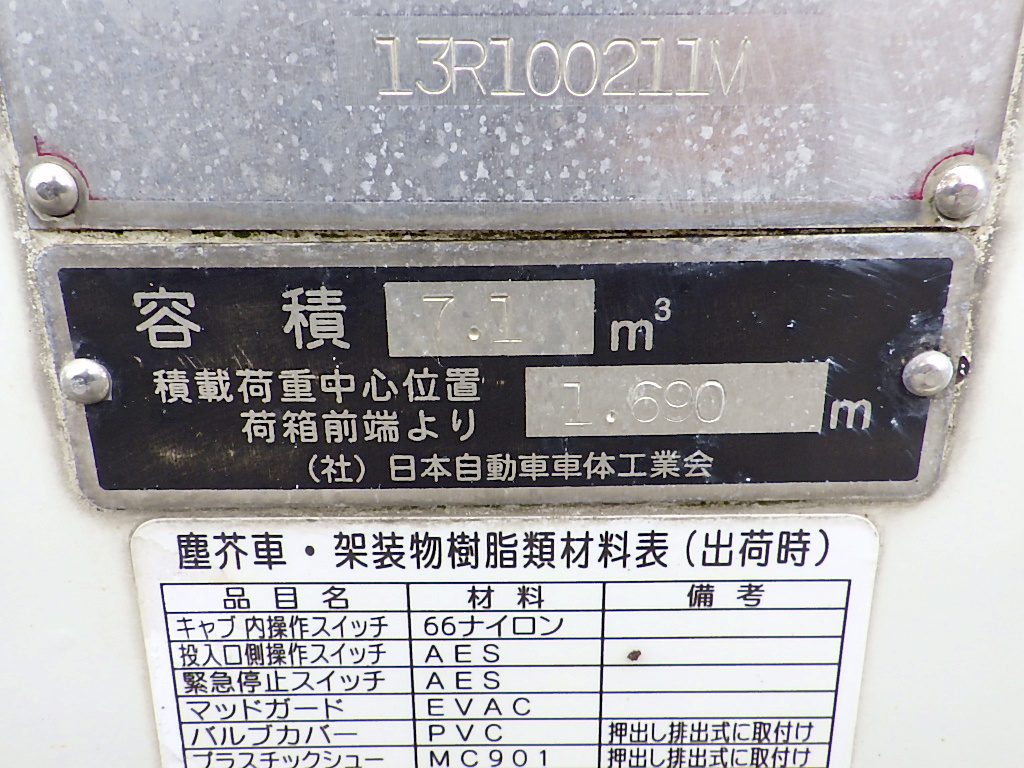 13R100211M
容積 7.1 m³
積載荷重中心位置
荷箱前端より 1.690 m
(社)日本自動車車体工業会
塵芥車・架装物樹脂類材料表(出荷時)
品目名 材料 備考
キャブ内操作スイッチ 66ナイロン
投入口側操作スイッチ AES
緊急停止スイッチ AES
マッドガード EVAC
バルブカバー PVC 押出し排出式に取付け
プラスチックシュー MC901 押出し排出式に取付け